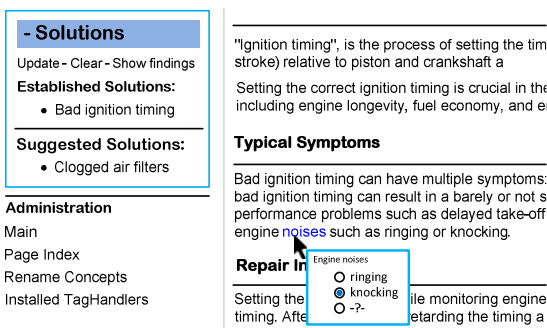 - Solutions
Update - Clear - Show findings
Established Solutions:
• Bad ignition timing
Suggested Solutions:
• Clogged air filters
Administration
Main
Page Index
Rename Concepts
Installed TagHandlers
"Ignition timing", is the process of setting the tim
stroke) relative to piston and crankshaft a
Setting the correct ignition timing is crucial in the
including engine longevity, fuel economy, and e
Typical Symptoms
Bad ignition timing can have multiple symptoms:
bad ignition timing can result in a barely or not s
performance problems such as delayed take-off
engine noises such as ringing or knocking.
Repair In
Engine noises
ringing
knocking
-?-
Setting the ile monitoring engine
timing. Afte retarding the timing a